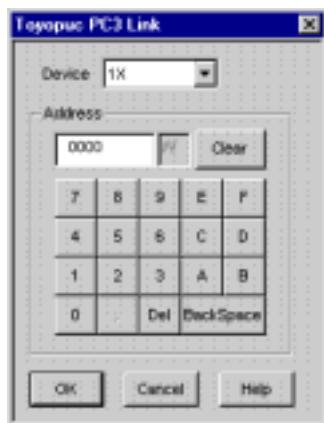 Toyopuc PC3 Link
Device 1X
Address
0000 Clear
7 8 9 E F
4 5 6 C D
1 2 3 A B
0 Del BackSpace
OK Cancel Help